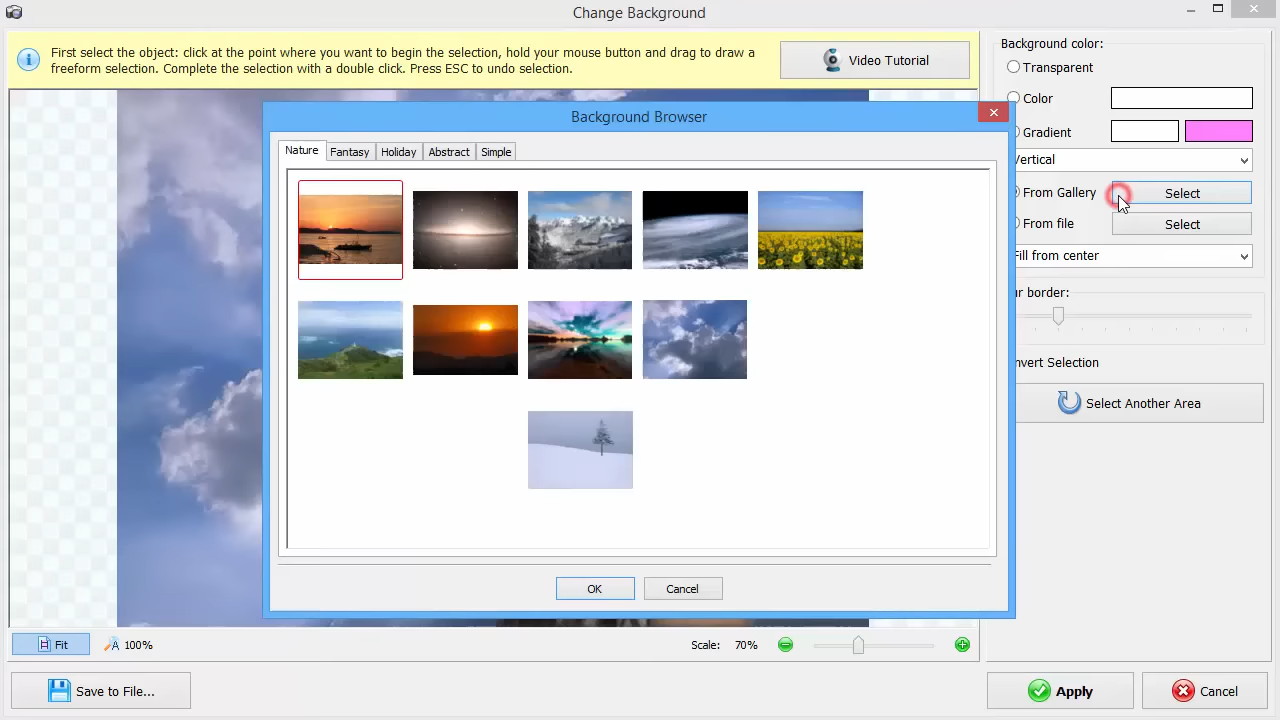 Change Background
First select the object: click at the point where you want to begin the selection, hold your mouse button and drag to draw a
freeform selection. Complete the selection with a double click. Press ESC to undo selection.
Video Tutorial
Background color:
Transparent
Color
Gradient
Vertical
From Gallery
Select
From file
Select
Fill from center
ur border:
nvert Selection
Select Another Area
Background Browser
Nature
Fantasy
Holiday
Abstract
Simple
OK
Cancel
Fit
100%
Scale: 70%
Save to File...
Apply
Cancel